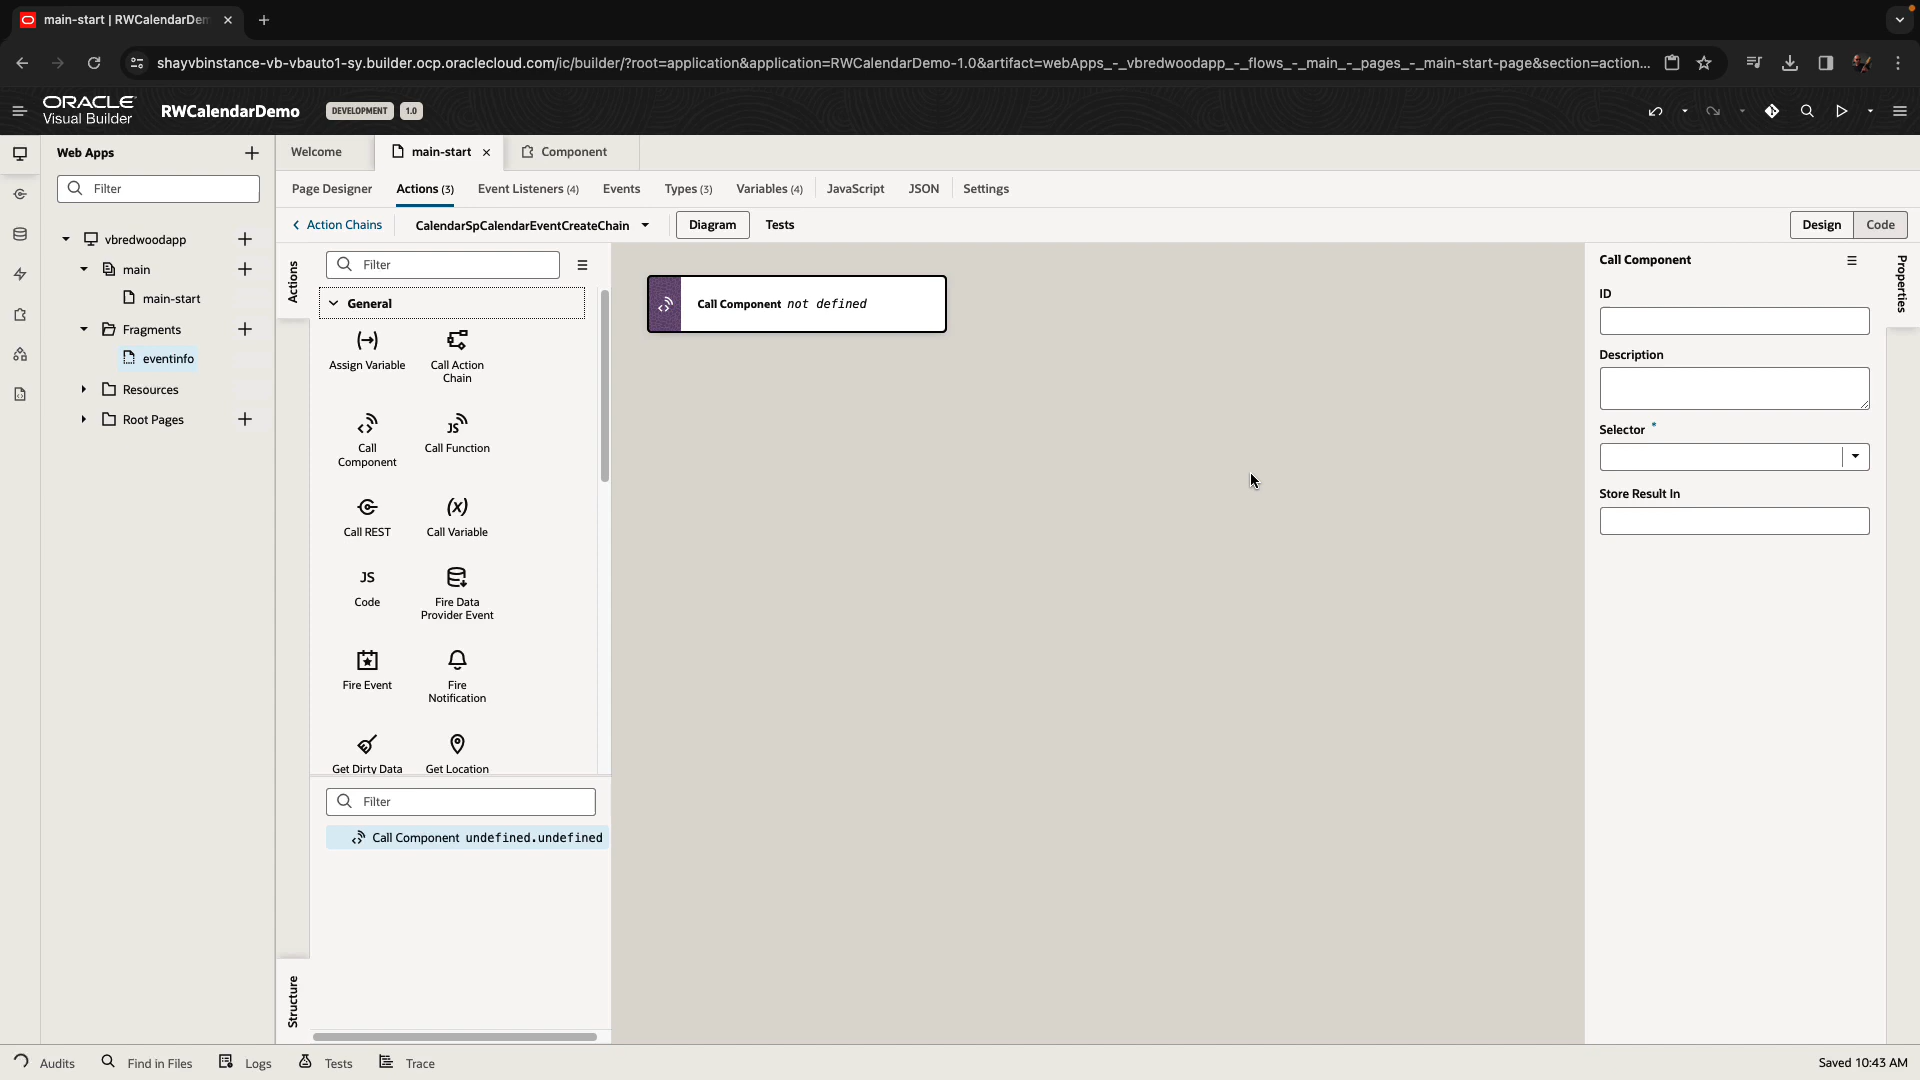 main-start | RWCalendarDem
shayvbinstance-vb-vbauto1-sy.builder.ocp.oraclecloud.com/ic/builder/?root=application&application=RWCalendarDemo-1.0&artifact=webApps_-_vbredwoodapp_-_flows_-_main_-_pages_-_main-start-page&section=action...
ORACLE
Visual Builder
RWCalendarDemo
DEVELOPMENT
1.0
Web Apps
Welcome
main-start
Component
Filter
Page Designer
Actions (3)
Event Listeners (4)
Events
Types (3)
Variables (4)
JavaScript
JSON
Settings
Action Chains
CalendarSpCalendarEventCreateChain
Diagram
Tests
Design
Code
vbredwoodapp
main
main-start
Fragments
eventinfo
Resources
Root Pages
Actions
Filter
General
Assign Variable
Call Action
Chain
Call
Component
Call Function
Call REST
Call Variable
JS
Code
Fire Data
Provider Event
Fire Event
Fire
Notification
Get Dirty Data
Get Location
Filter
Call Component undefined.undefined
Structure
Call Component not defined
Call Component
Properties
ID
Description
Selector *
Store Result In
Audits
Find in Files
Logs
Tests
Trace
Saved 10:43 AM